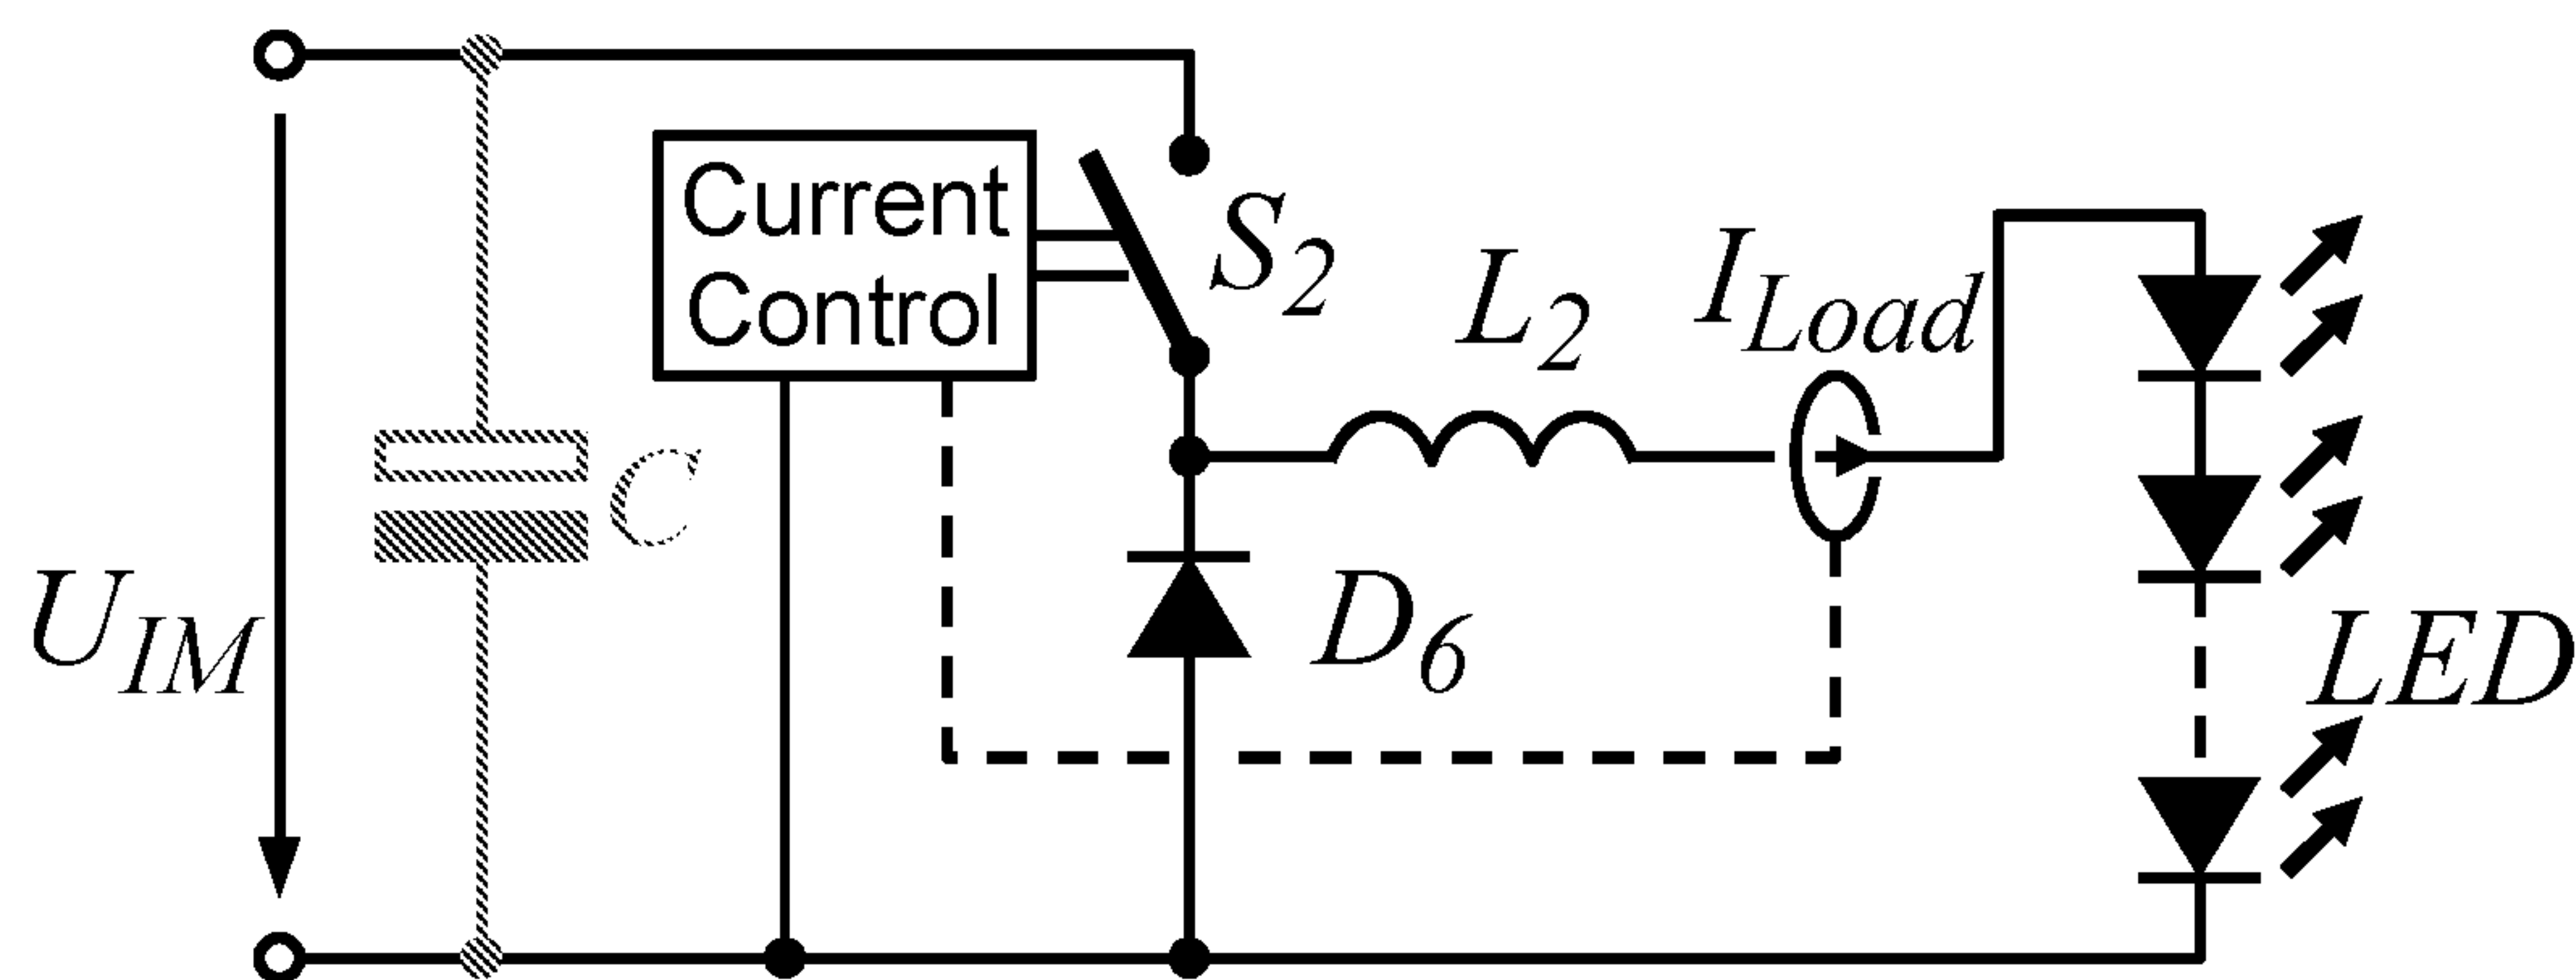 Current
Control
S2
L2
ILoad
C
UIM
D6
LED